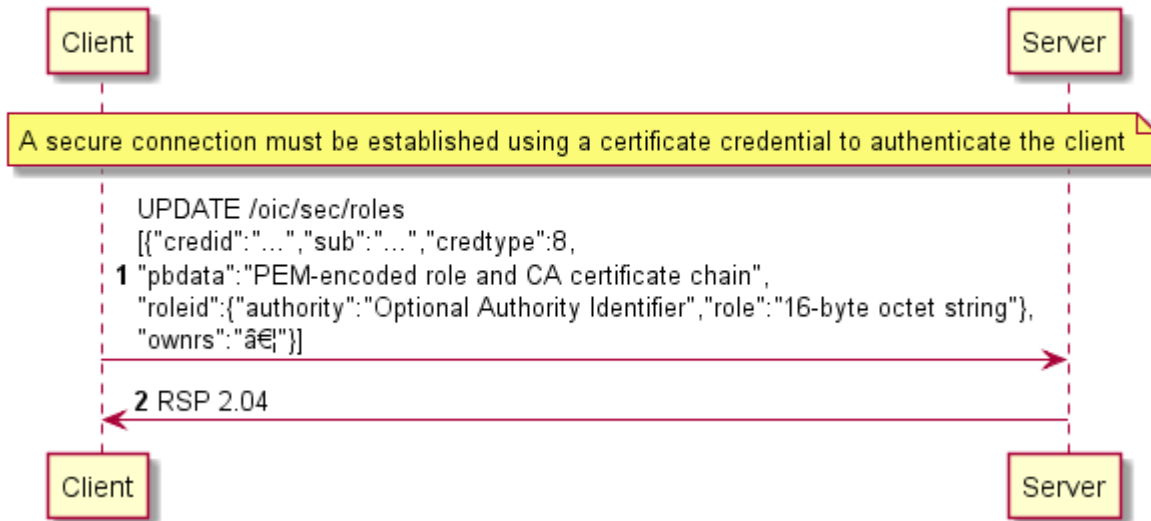 Client
Server
A secure connection must be established using a certificate credential to authenticate the client
UPDATE /oic/sec/roles
[{"credid":"...","sub":"...","credtype":8,
1 "pbdata":"PEM-encoded role and CA certificate chain",
"roleid":{"authority":"Optional Authority Identifier","role":"16-byte octet string"},
"ownrs":"…"}]
2 RSP 2.04
Client
Server